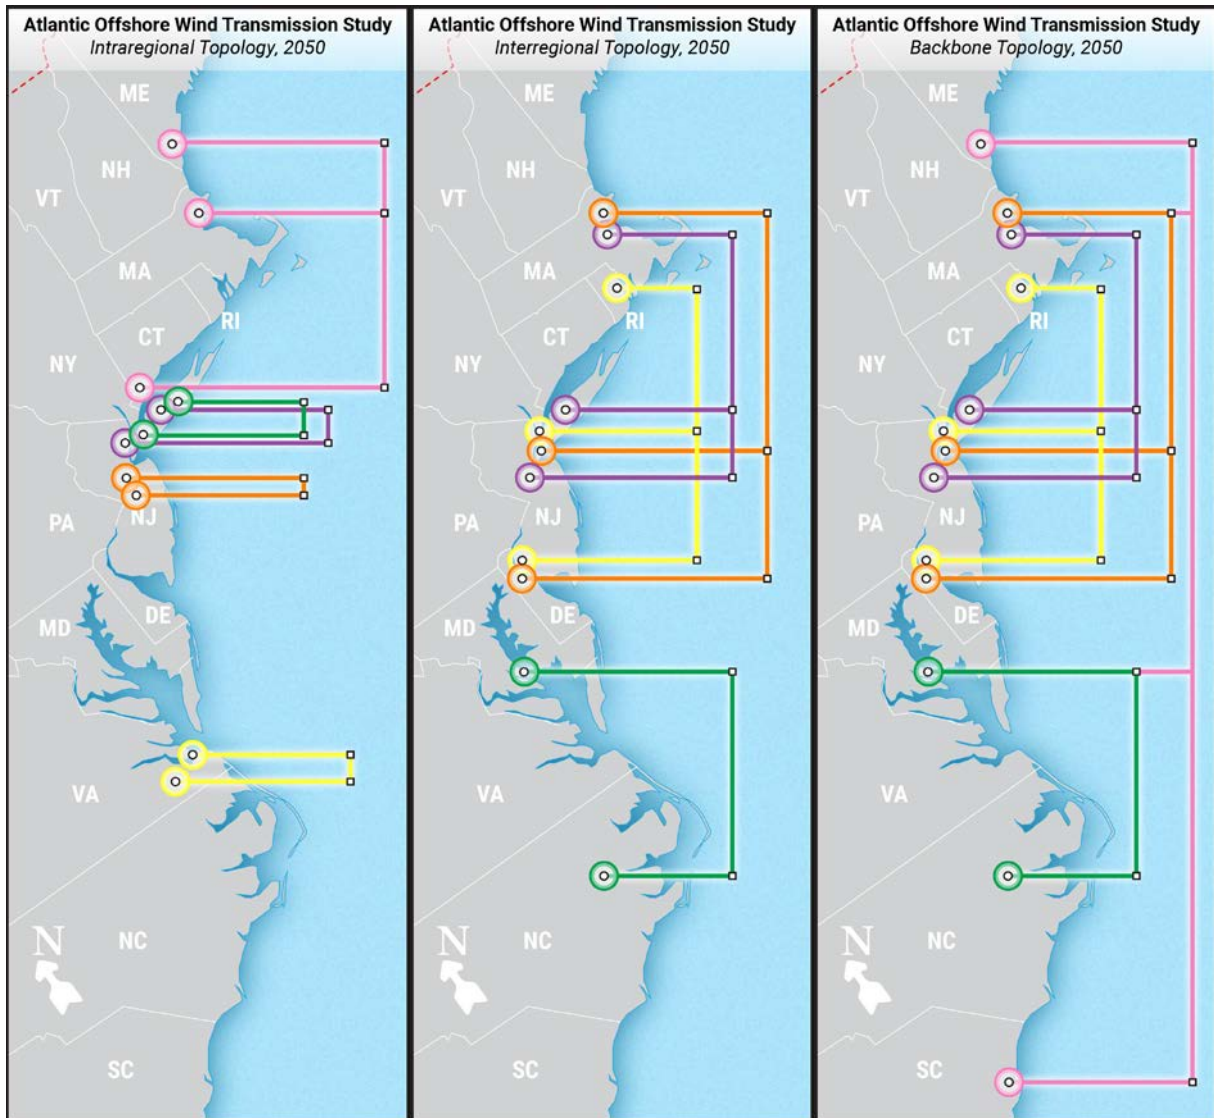 Atlantic Offshore Wind Transmission Study
Intraregional Topology, 2050
ME
NH
VT
MA
RI
CT
NY
PA
NJ
DE
MD
VA
N
NC
SC
Atlantic Offshore Wind Transmission Study
Interregional Topology, 2050
ME
NH
VT
MA
RI
CT
NY
PA
NJ
DE
MD
VA
N
NC
SC
Atlantic Offshore Wind Transmission Study
Backbone Topology, 2050
ME
NH
VT
MA
RI
CT
NY
PA
NJ
DE
MD
VA
N
NC
SC